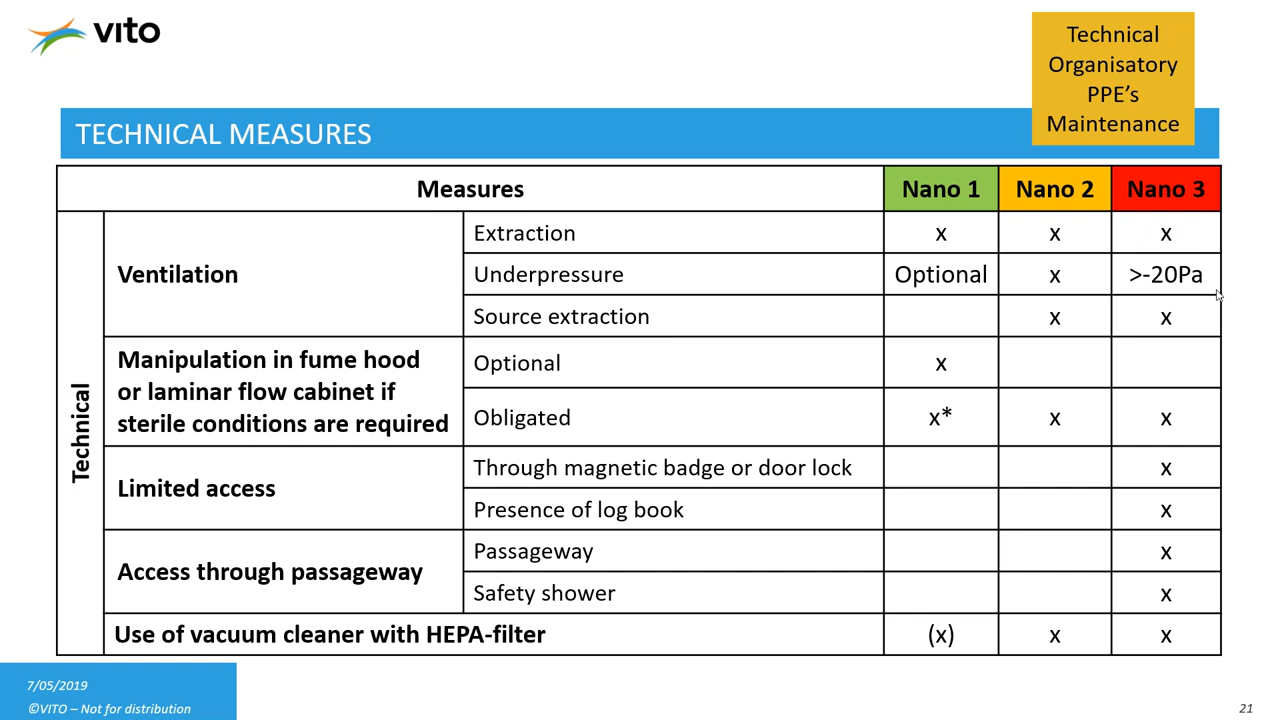 vito
Technical
Organisatory
PPE's
Maintenance
TECHNICAL MEASURES
Measures Nano 1 Nano 2 Nano 3
Technical
Ventilation
Extraction x x x
Underpressure Optional x >-20Pa
Source extraction x x
Manipulation in fume hood
or laminar flow cabinet if
sterile conditions are required
Optional x
Obligated x* x x
Limited access
Through magnetic badge or door lock x
Presence of log book x
Access through passageway
Passageway x
Safety shower x
Use of vacuum cleaner with HEPA-filter (x) x x
7/05/2019
©VITO – Not for distribution
21